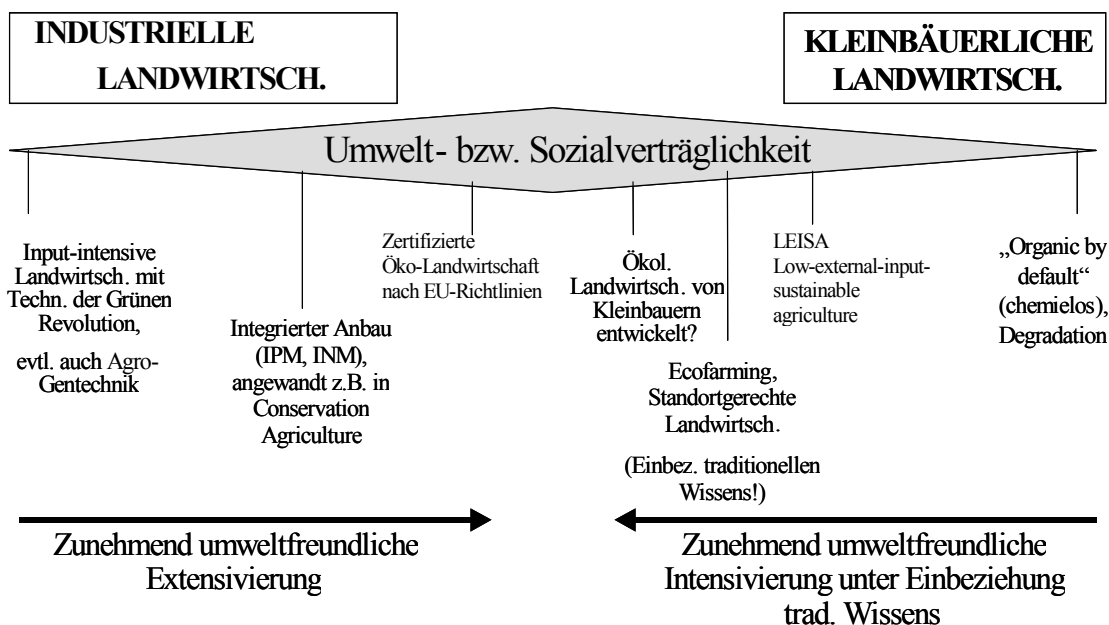 INDUSTRIELLE
LANDWIRTSCH.
KLEINBÄUERLICHE
LANDWIRTSCH.
Umwelt- bzw. Sozialverträglichkeit
Input-intensive
Landwirtsch. mit
Techn. der Grünen
Revolution,
evtl. auch Agro-
Gentechnik
Integrierter Anbau
(IPM, INM),
angewandt z.B. in
Conservation
Agriculture
Zertifizierte
Öko-Landwirtschaft
nach EU-Richtlinien
Ökol.
Landwirtsch. von
Kleinbauern
entwickelt?
Ecofarming,
Standortgerechte
Landwirtsch.
(Einbez. traditionellen
Wissens!)
LEISA
Low-external-input-
sustainable
agriculture
„Organic by
default“
(chemielos),
Degradation
Zunehmend umweltfreundliche
Extensivierung
Zunehmend umweltfreundliche
Intensivierung unter Einbeziehung
trad. Wissens